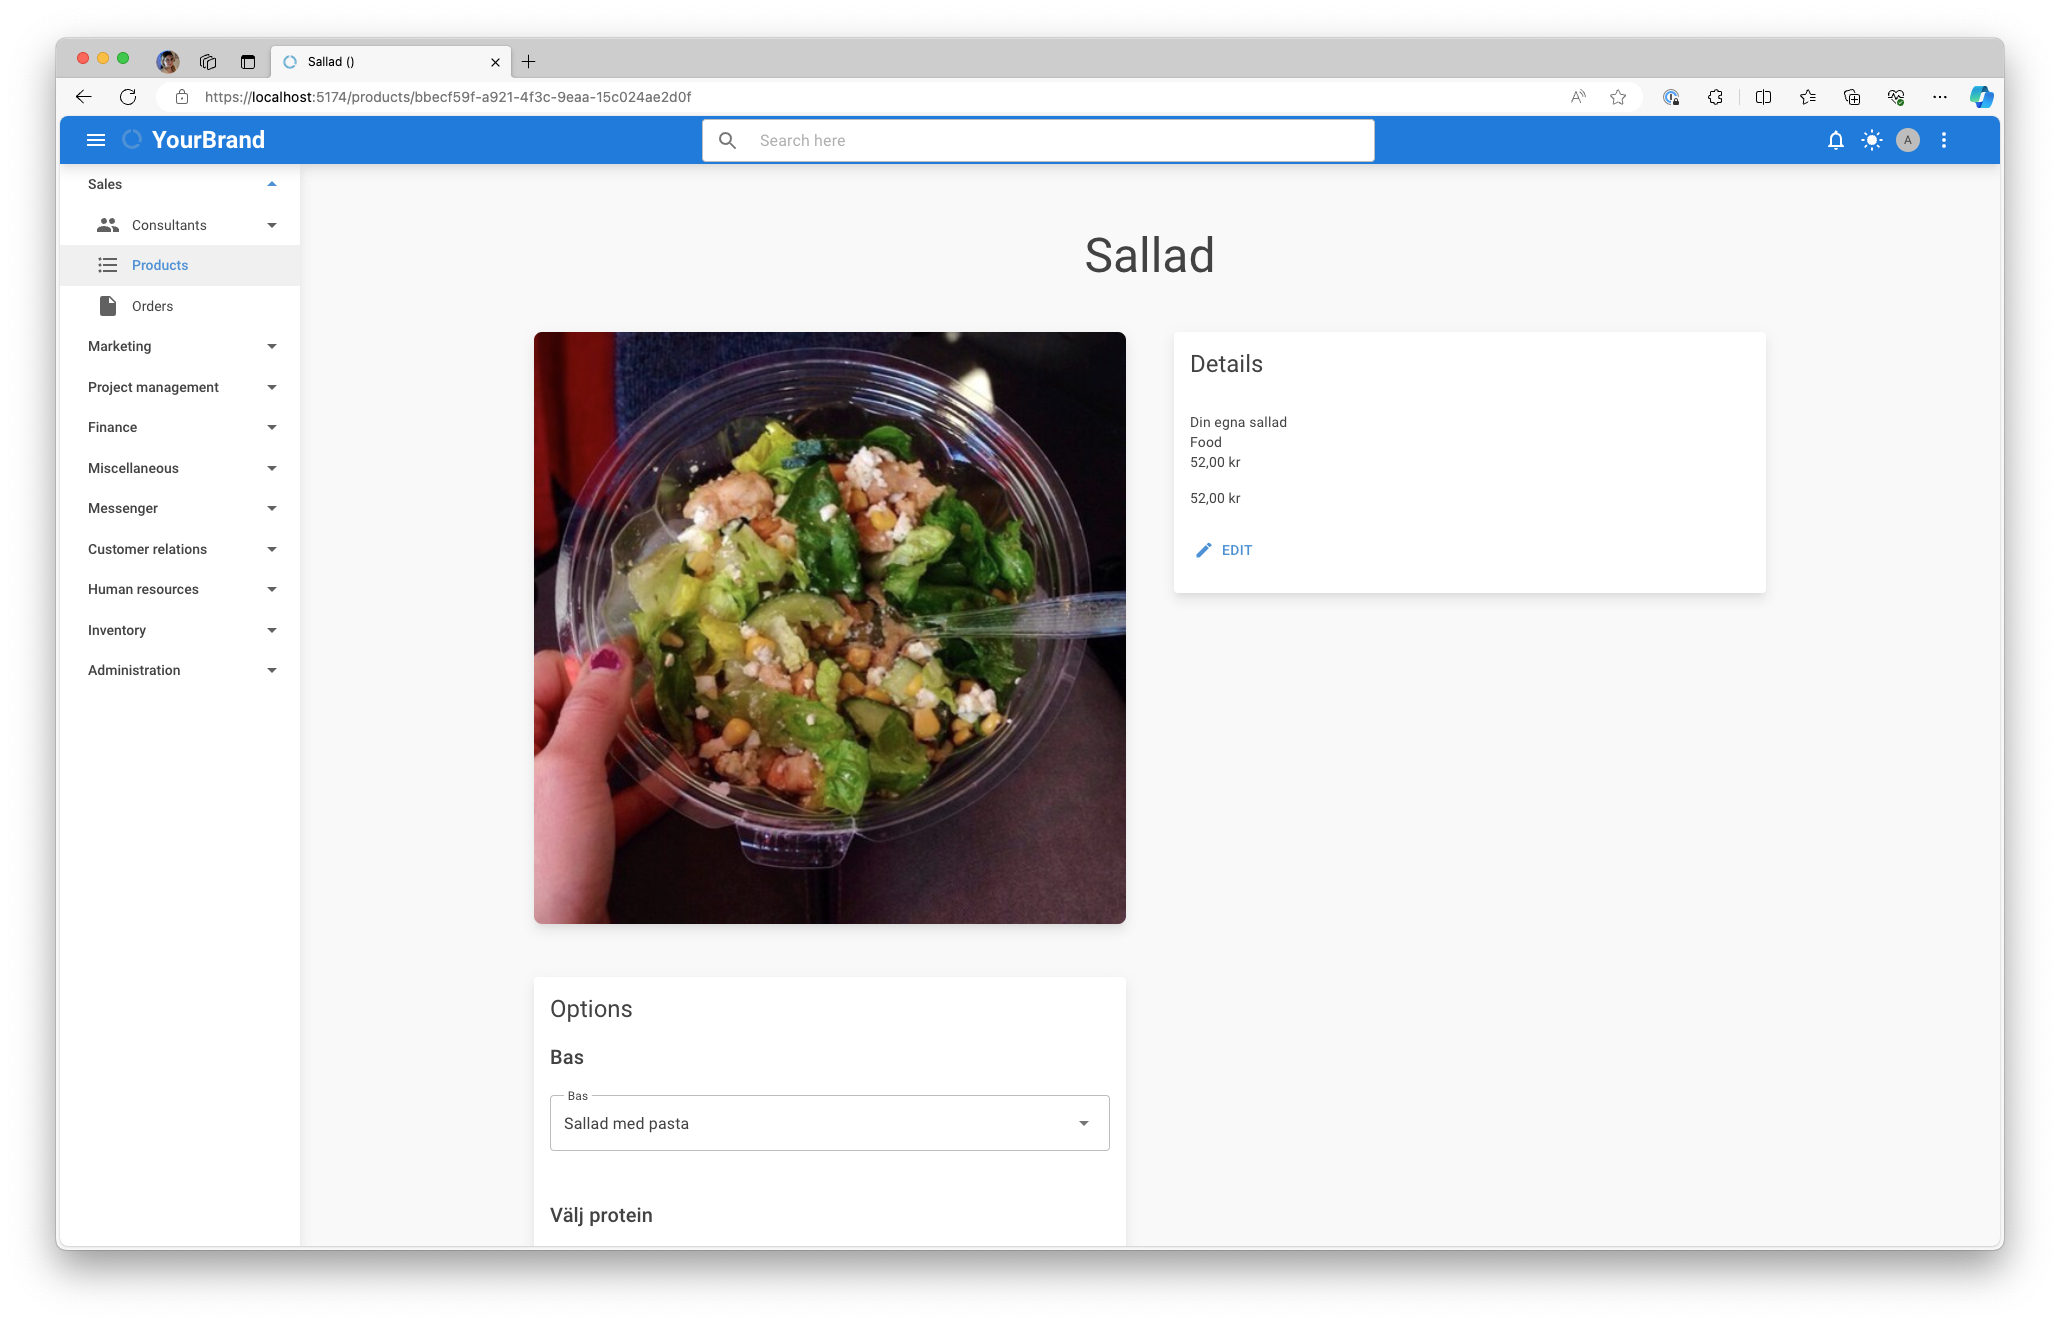 Sallad ()
https://localhost:5174/products/bbecf59f-a921-4f3c-9eaa-15c024ae2d0f
YourBrand
Search here
A
Sales
Consultants
Products
Orders
Marketing
Project management
Finance
Miscellaneous
Messenger
Customer relations
Human resources
Inventory
Administration
Sallad
Details
Din egna sallad
Food
52,00 kr
52,00 kr
EDIT
Options
Bas
Bas
Sallad med pasta
Välj protein